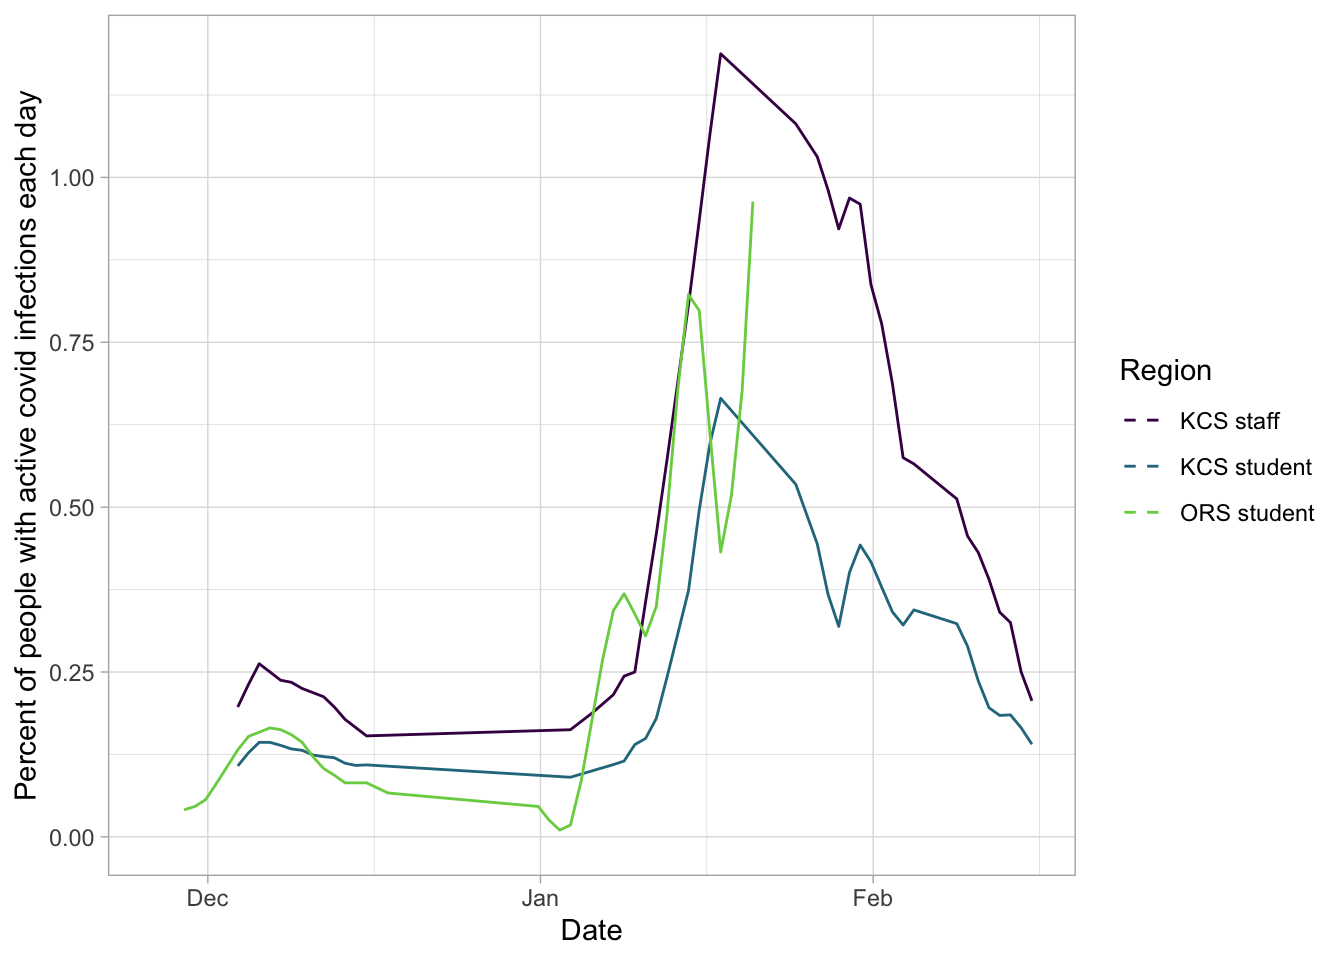 Percent of people with active covid infections each day
1.00
0.75
0.50
0.25
0.00
Dec
Jan
Feb
Date
Region
KCS staff
KCS student
ORS student